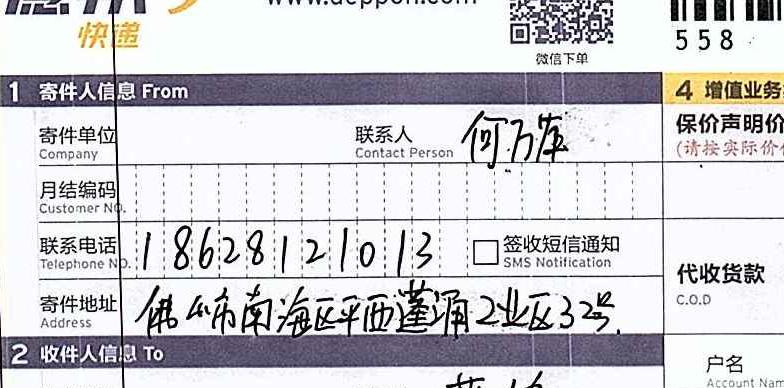 快递
www.deppon.com
微信下单
558
1 寄件人信息 From
4 增值业务
寄件单位 Company
联系人 Contact Person 何万军
保价声明价
(请按实际价
月结编码 Customer NO.
联系电话 Telephone NO. 18628121013
签收短信通知 SMS Notification
代收货款 C.O.D
寄件地址 Address 佛山市南海区平西莲涌工业区32号
2 收件人信息 To
户名
Account Nam